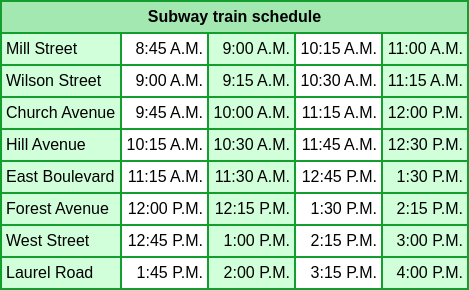 Subway train schedule
Mill Street 8:45 A.M. 9:00 A.M. 10:15 A.M. 11:00 A.M.
Wilson Street 9:00 A.M. 9:15 A.M. 10:30 A.M. 11:15 A.M.
Church Avenue 9:45 A.M. 10:00 A.M. 11:15 A.M. 12:00 P.M.
Hill Avenue 10:15 A.M. 10:30 A.M. 11:45 A.M. 12:30 P.M.
East Boulevard 11:15 A.M. 11:30 A.M. 12:45 P.M. 1:30 P.M.
Forest Avenue 12:00 P.M. 12:15 P.M. 1:30 P.M. 2:15 P.M.
West Street 12:45 P.M. 1:00 P.M. 2:15 P.M. 3:00 P.M.
Laurel Road 1:45 P.M. 2:00 P.M. 3:15 P.M. 4:00 P.M.